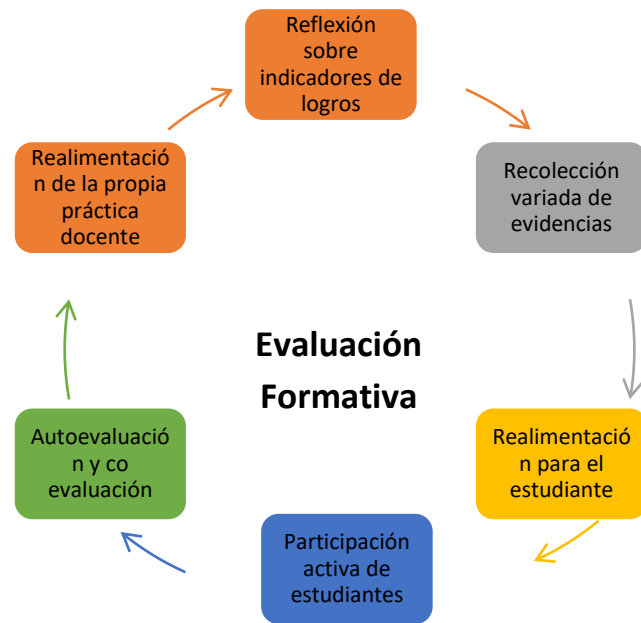 Reflexión
sobre
indicadores de
logros
Recolección
variada de
evidencias
Realimentació
n para el
estudiante
Participación
activa de
estudiantes
Autoevaluació
n y co
evaluación
Realimentació
n de la propia
práctica
docente
Evaluación
Formativa